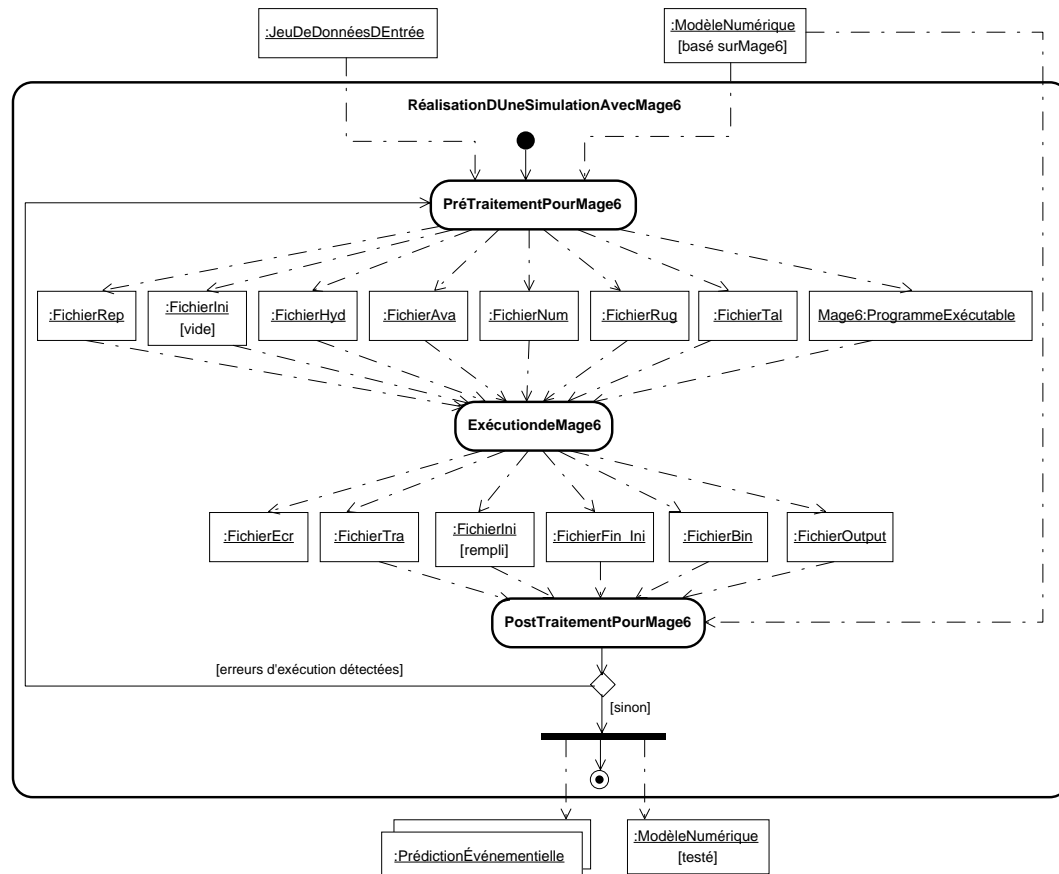 :JeuDeDonnéesDEntrée
:ModèleNumérique
[basé surMage6]
RéalisationDUneSimulationAvecMage6
PréTraitementPourMage6
:FichierRep
:FichierIni
[vide]
:FichierHyd
:FichierAva
:FichierNum
:FichierRug
:FichierTal
Mage6:ProgrammeExécutable
ExécutiondeMage6
:FichierEcr
:FichierTra
:FichierIni
[rempli]
:FichierFin_Ini
:FichierBin
:FichierOutput
PostTraitementPourMage6
[erreurs d'exécution détectées]
[sinon]
:PrédictionÉvénementielle
:ModèleNumérique
[testé]